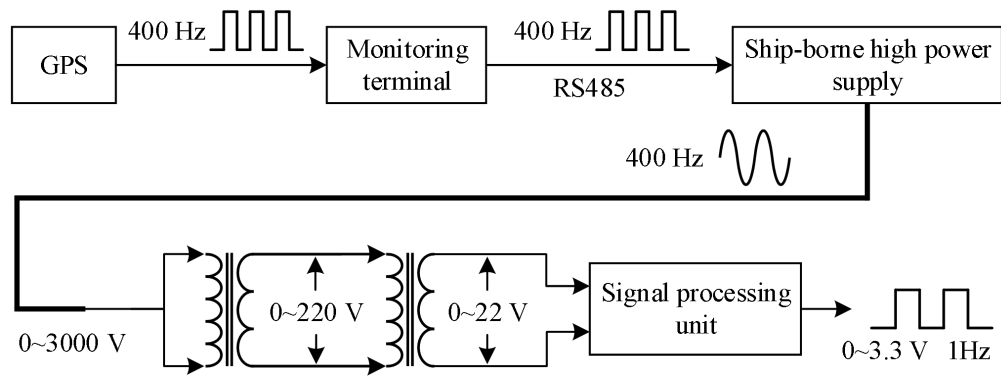 400 Hz
400 Hz
GPS
Monitoring
terminal
RS485
Ship-borne high power
supply
400 Hz
0~3000 V
0~220 V
0~22 V
Signal processing
unit
0~3.3 V
1Hz